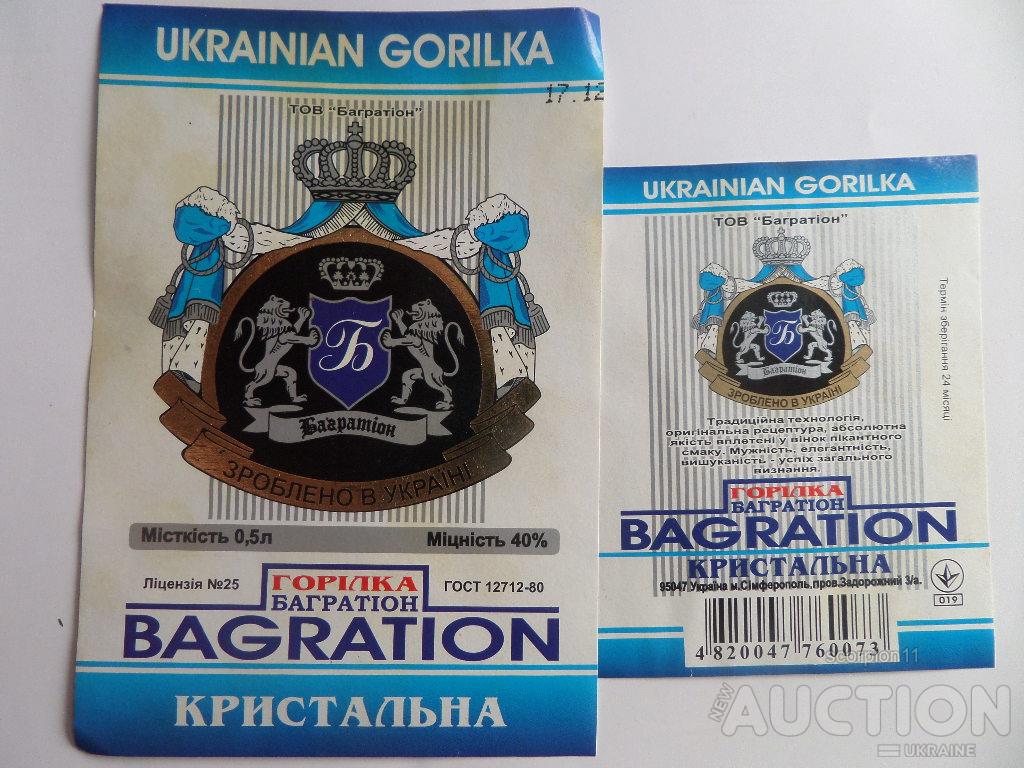 UKRAINIAN GORILKA
17.12
ТОВ "Багратіон"
Б
Багратіон
ЗРОБЛЕНО В УКРАЇНІ
Місткість 0,5л Міцність 40%
Ліцензія №25 ГОРІЛКА ГОСТ 12712-80
БАГРАТІОН
BAGRATION
КРИСТАЛЬНА
UKRAINIAN GORILKA
ТОВ "Багратіон"
Б
Багратіон
ЗРОБЛЕНО В УКРАЇНІ
Термін зберігання 24 місяці
Традиційна технологія,
оригінальна рецептура, абсолютна
якість вплетені у вінок пікантного
смаку. Мужність, елегантність,
вишуканість - успіх загального
визнання.
ГОРІЛКА
БАГРАТІОН
BAGRATION
КРИСТАЛЬНА
95047 Україна м.Сімферополь,пров.Задорожний 3/а.
019
4 820047 760073
scorpion11
NEW AUCTION
UKRAINE